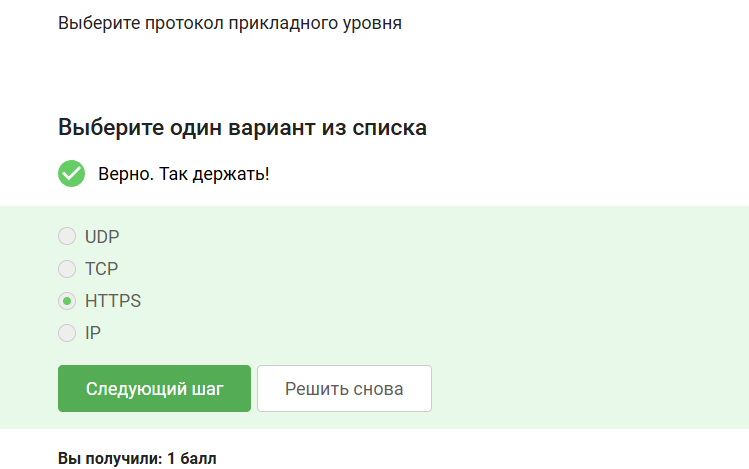 Выберите протокол прикладного уровня
Выберите один вариант из списка
Верно. Так держать!
UDP
TCP
HTTPS
IP
Следующий шаг
Решить снова
Вы получили: 1 балл